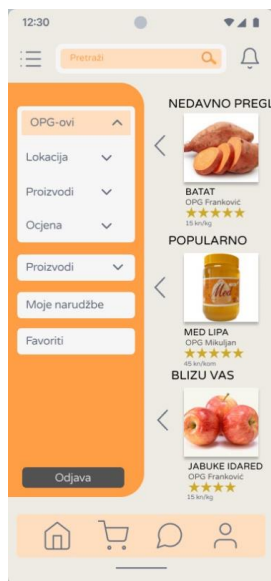 12:30
Pretraži
OPG-ovi
Lokacija
Proizvodi
Ocjena
Proizvodi
Moje narudžbe
Favoriti
Odjava
NEDAVNO PREGL
BATAT
OPG Franković
15 kn/kg
POPULARNO
Med
MED LIPA
OPG Mikuljan
45 kn/kom
BLIZU VAS
JABUKE IDARED
OPG Franković
15 kn/kg